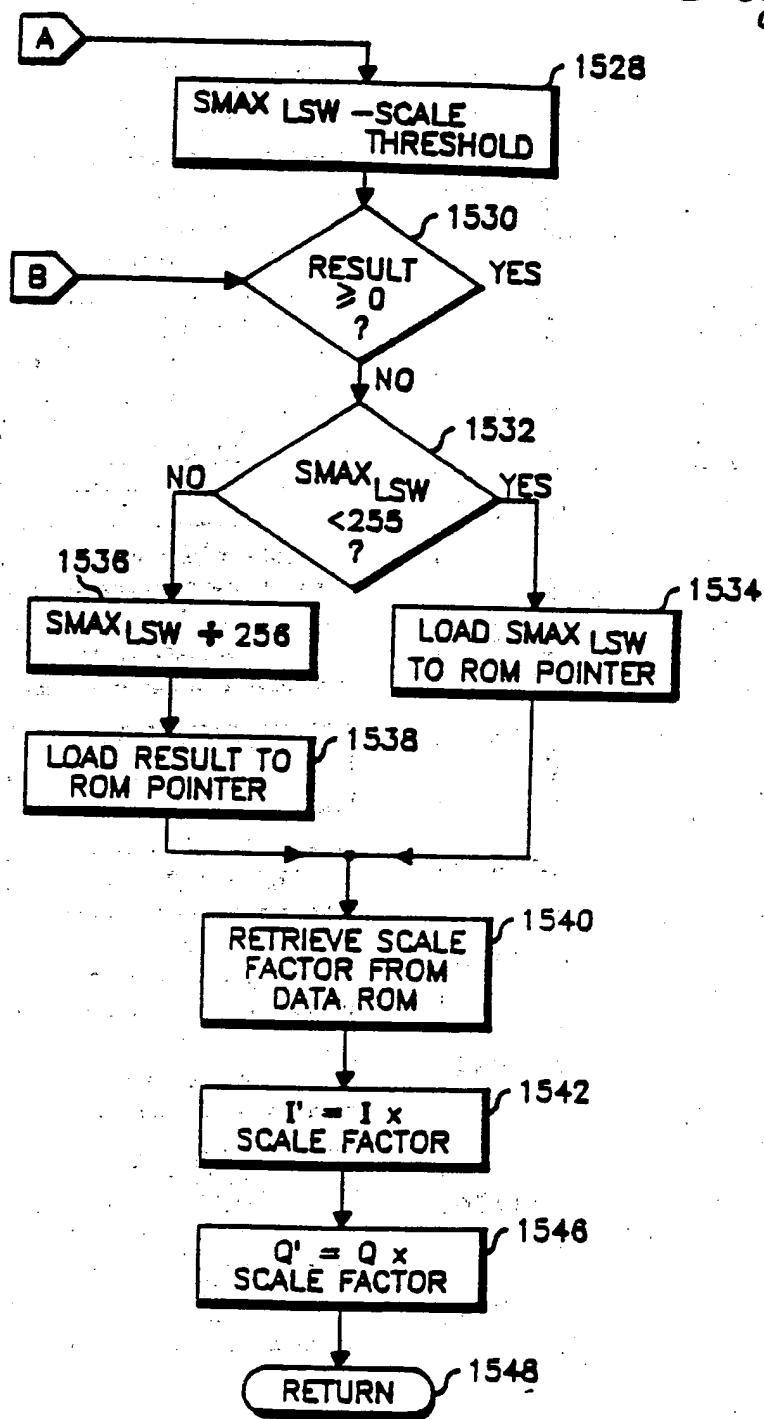 A
1528
SMAX LSW -SCALE
THRESHOLD
1530
B
RESULT
≥ 0
?
YES
NO
1532
NO
SMAX LSW
<255
?
YES
1536
SMAX LSW ÷ 256
1534
LOAD SMAX LSW
TO ROM POINTER
1538
LOAD RESULT TO
ROM POINTER
1540
RETRIEVE SCALE
FACTOR FROM
DATA ROM
1542
I' = I x
SCALE FACTOR
1546
Q' = Q x
SCALE FACTOR
1548
RETURN